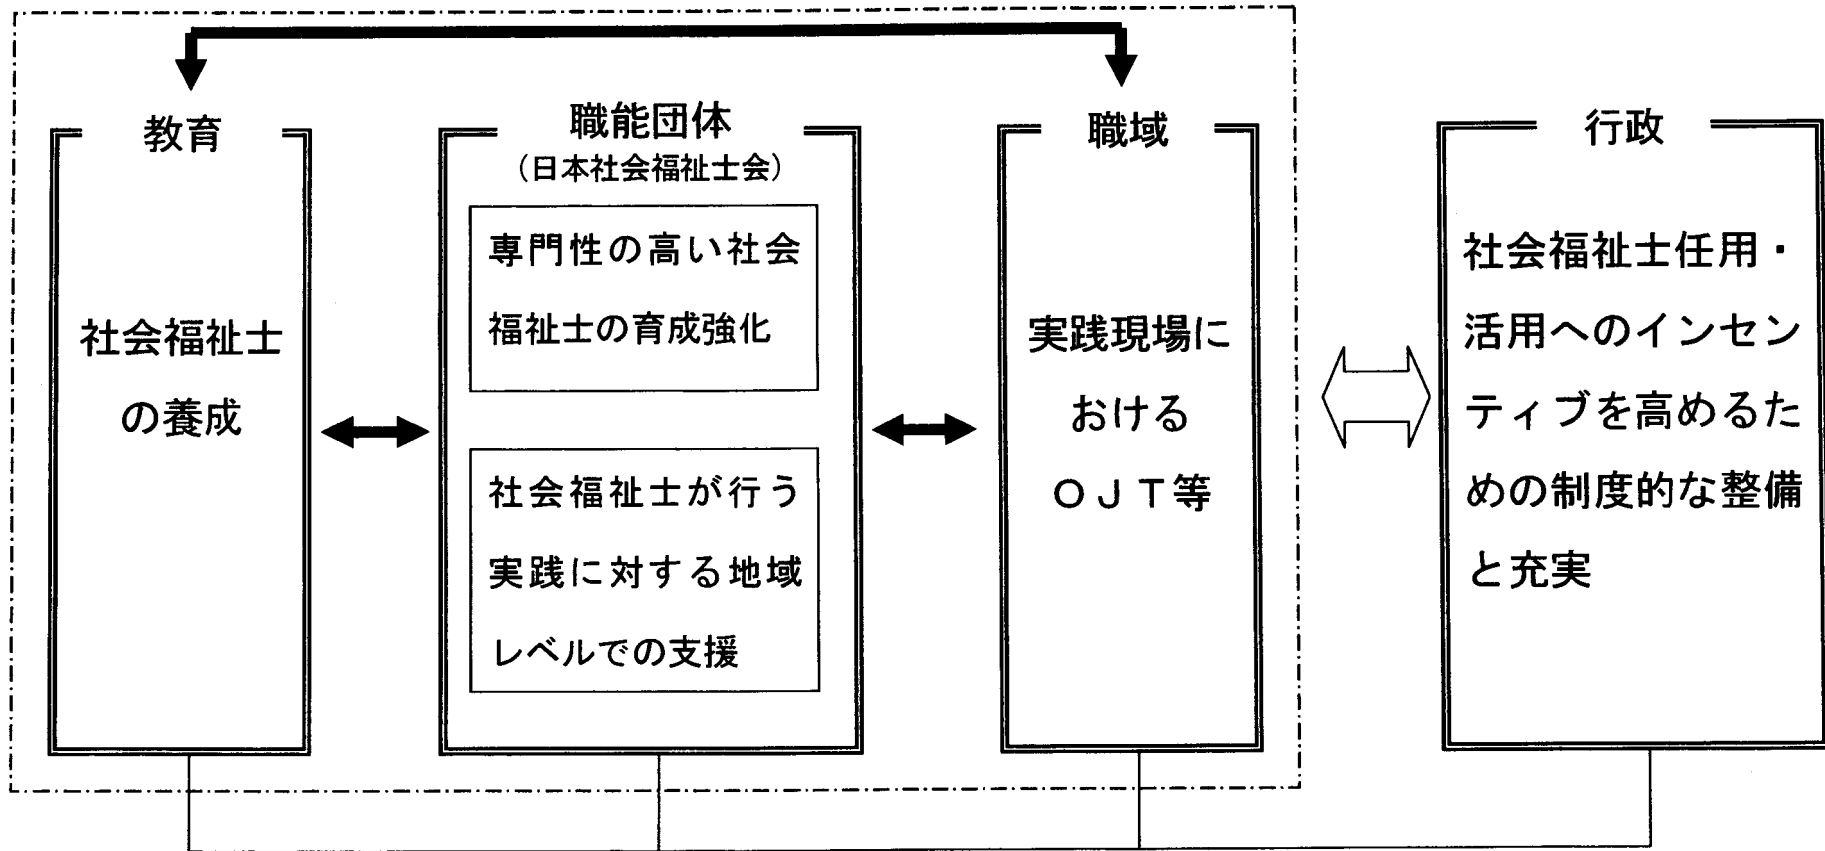 教育
社会福祉士
の養成
職能団体
（日本社会福祉士会）
専門性の高い社会
福祉士の育成強化
社会福祉士が行う
実践に対する地域
レベルでの支援
職域
実践現場に
おける
ＯＪＴ等
行政
社会福祉士任用・
活用へのインセン
ティブを高めるた
めの制度的な整備
と充実